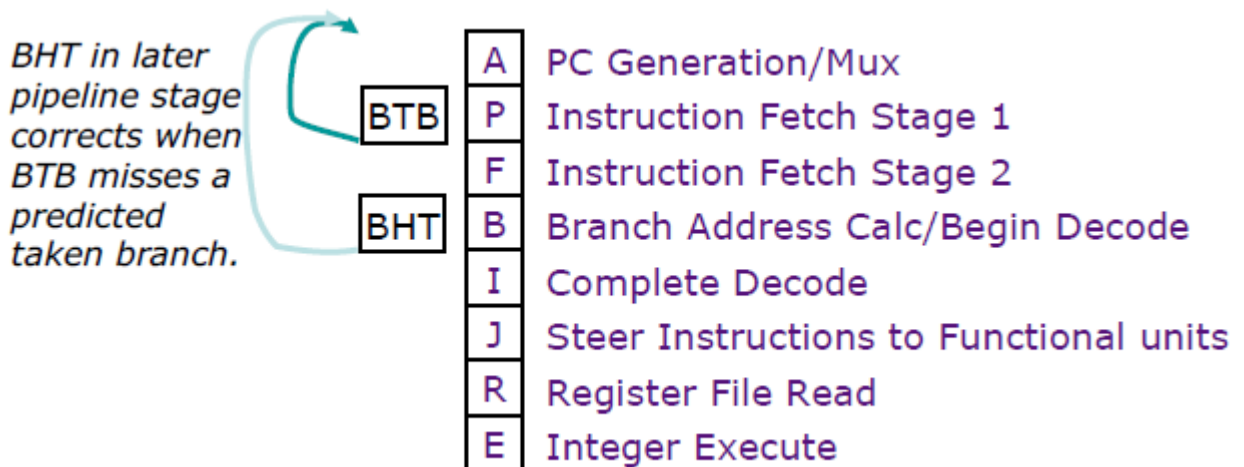 BHT in later
pipeline stage
corrects when
BTB misses a
predicted
taken branch.
BTB
BHT
A PC Generation/Mux
P Instruction Fetch Stage 1
F Instruction Fetch Stage 2
B Branch Address Calc/Begin Decode
I Complete Decode
J Steer Instructions to Functional units
R Register File Read
E Integer Execute